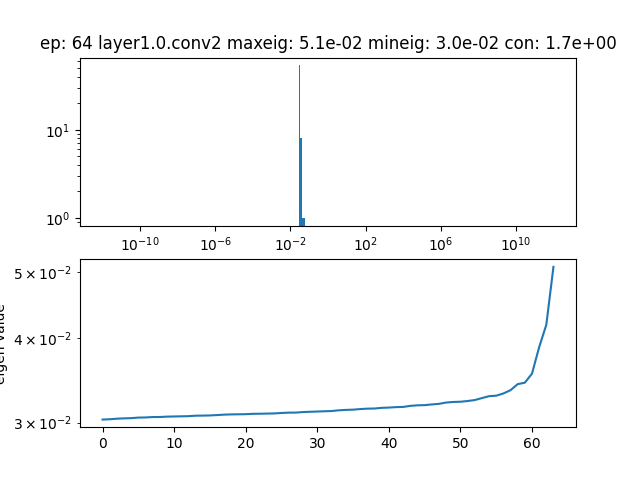 ep: 64 layer1.0.conv2 maxeig: 5.1e-02 mineig: 3.0e-02 con: 1.7e+00
10¹
10⁰
10⁻¹⁰ 10⁻⁶ 10⁻² 10² 10⁶ 10¹⁰
5 × 10⁻²
4 × 10⁻²
3 × 10⁻²
eigen value
0 10 20 30 40 50 60